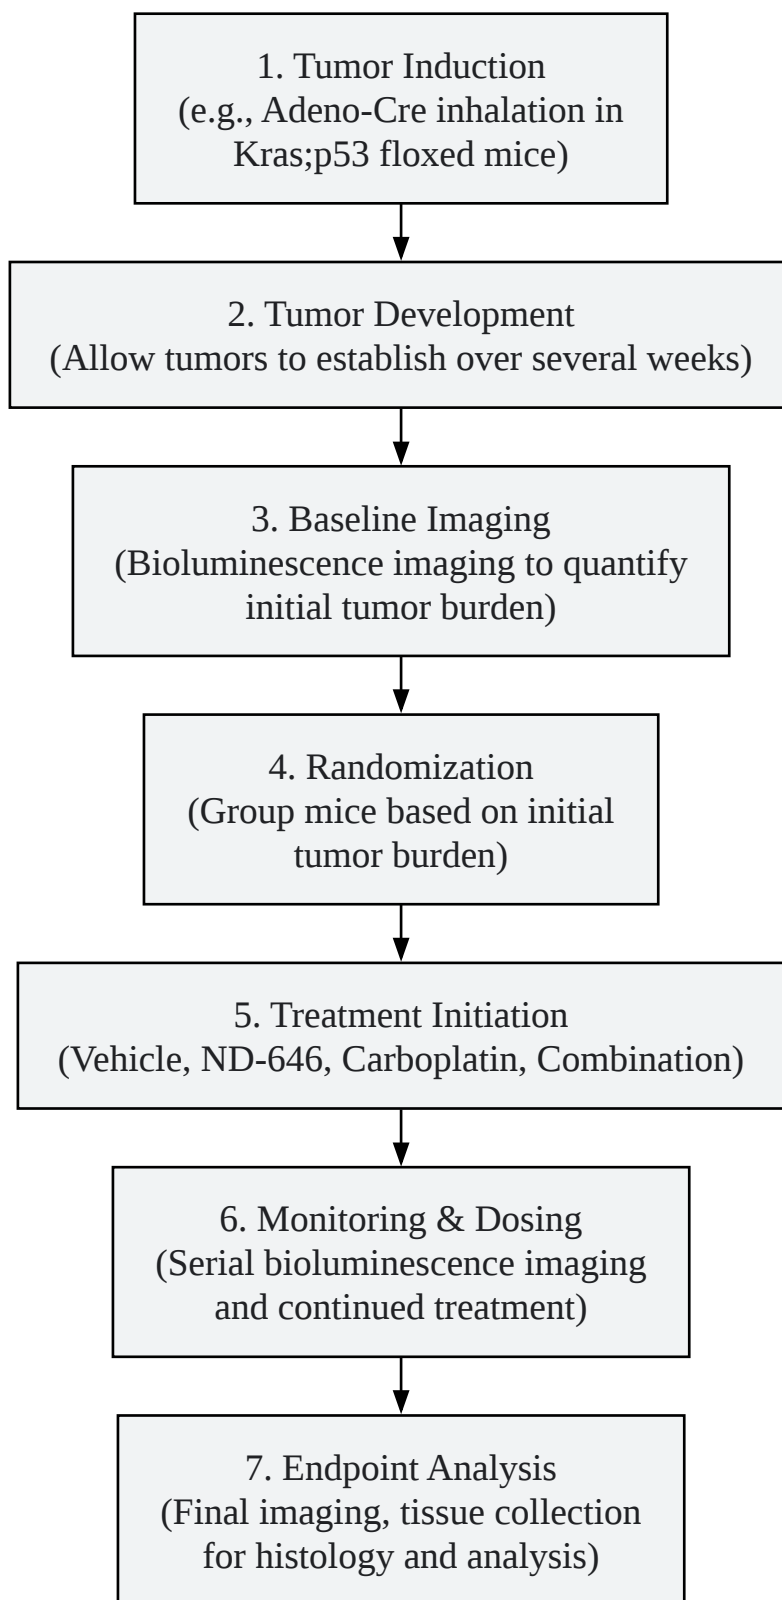 1. Tumor Induction
(e.g., Adeno-Cre inhalation in
Kras;p53 floxed mice)
2. Tumor Development
(Allow tumors to establish over several weeks)
3. Baseline Imaging
(Bioluminescence imaging to quantify
initial tumor burden)
4. Randomization
(Group mice based on initial
tumor burden)
5. Treatment Initiation
(Vehicle, ND-646, Carboplatin, Combination)
6. Monitoring & Dosing
(Serial bioluminescence imaging
and continued treatment)
7. Endpoint Analysis
(Final imaging, tissue collection
for histology and analysis)